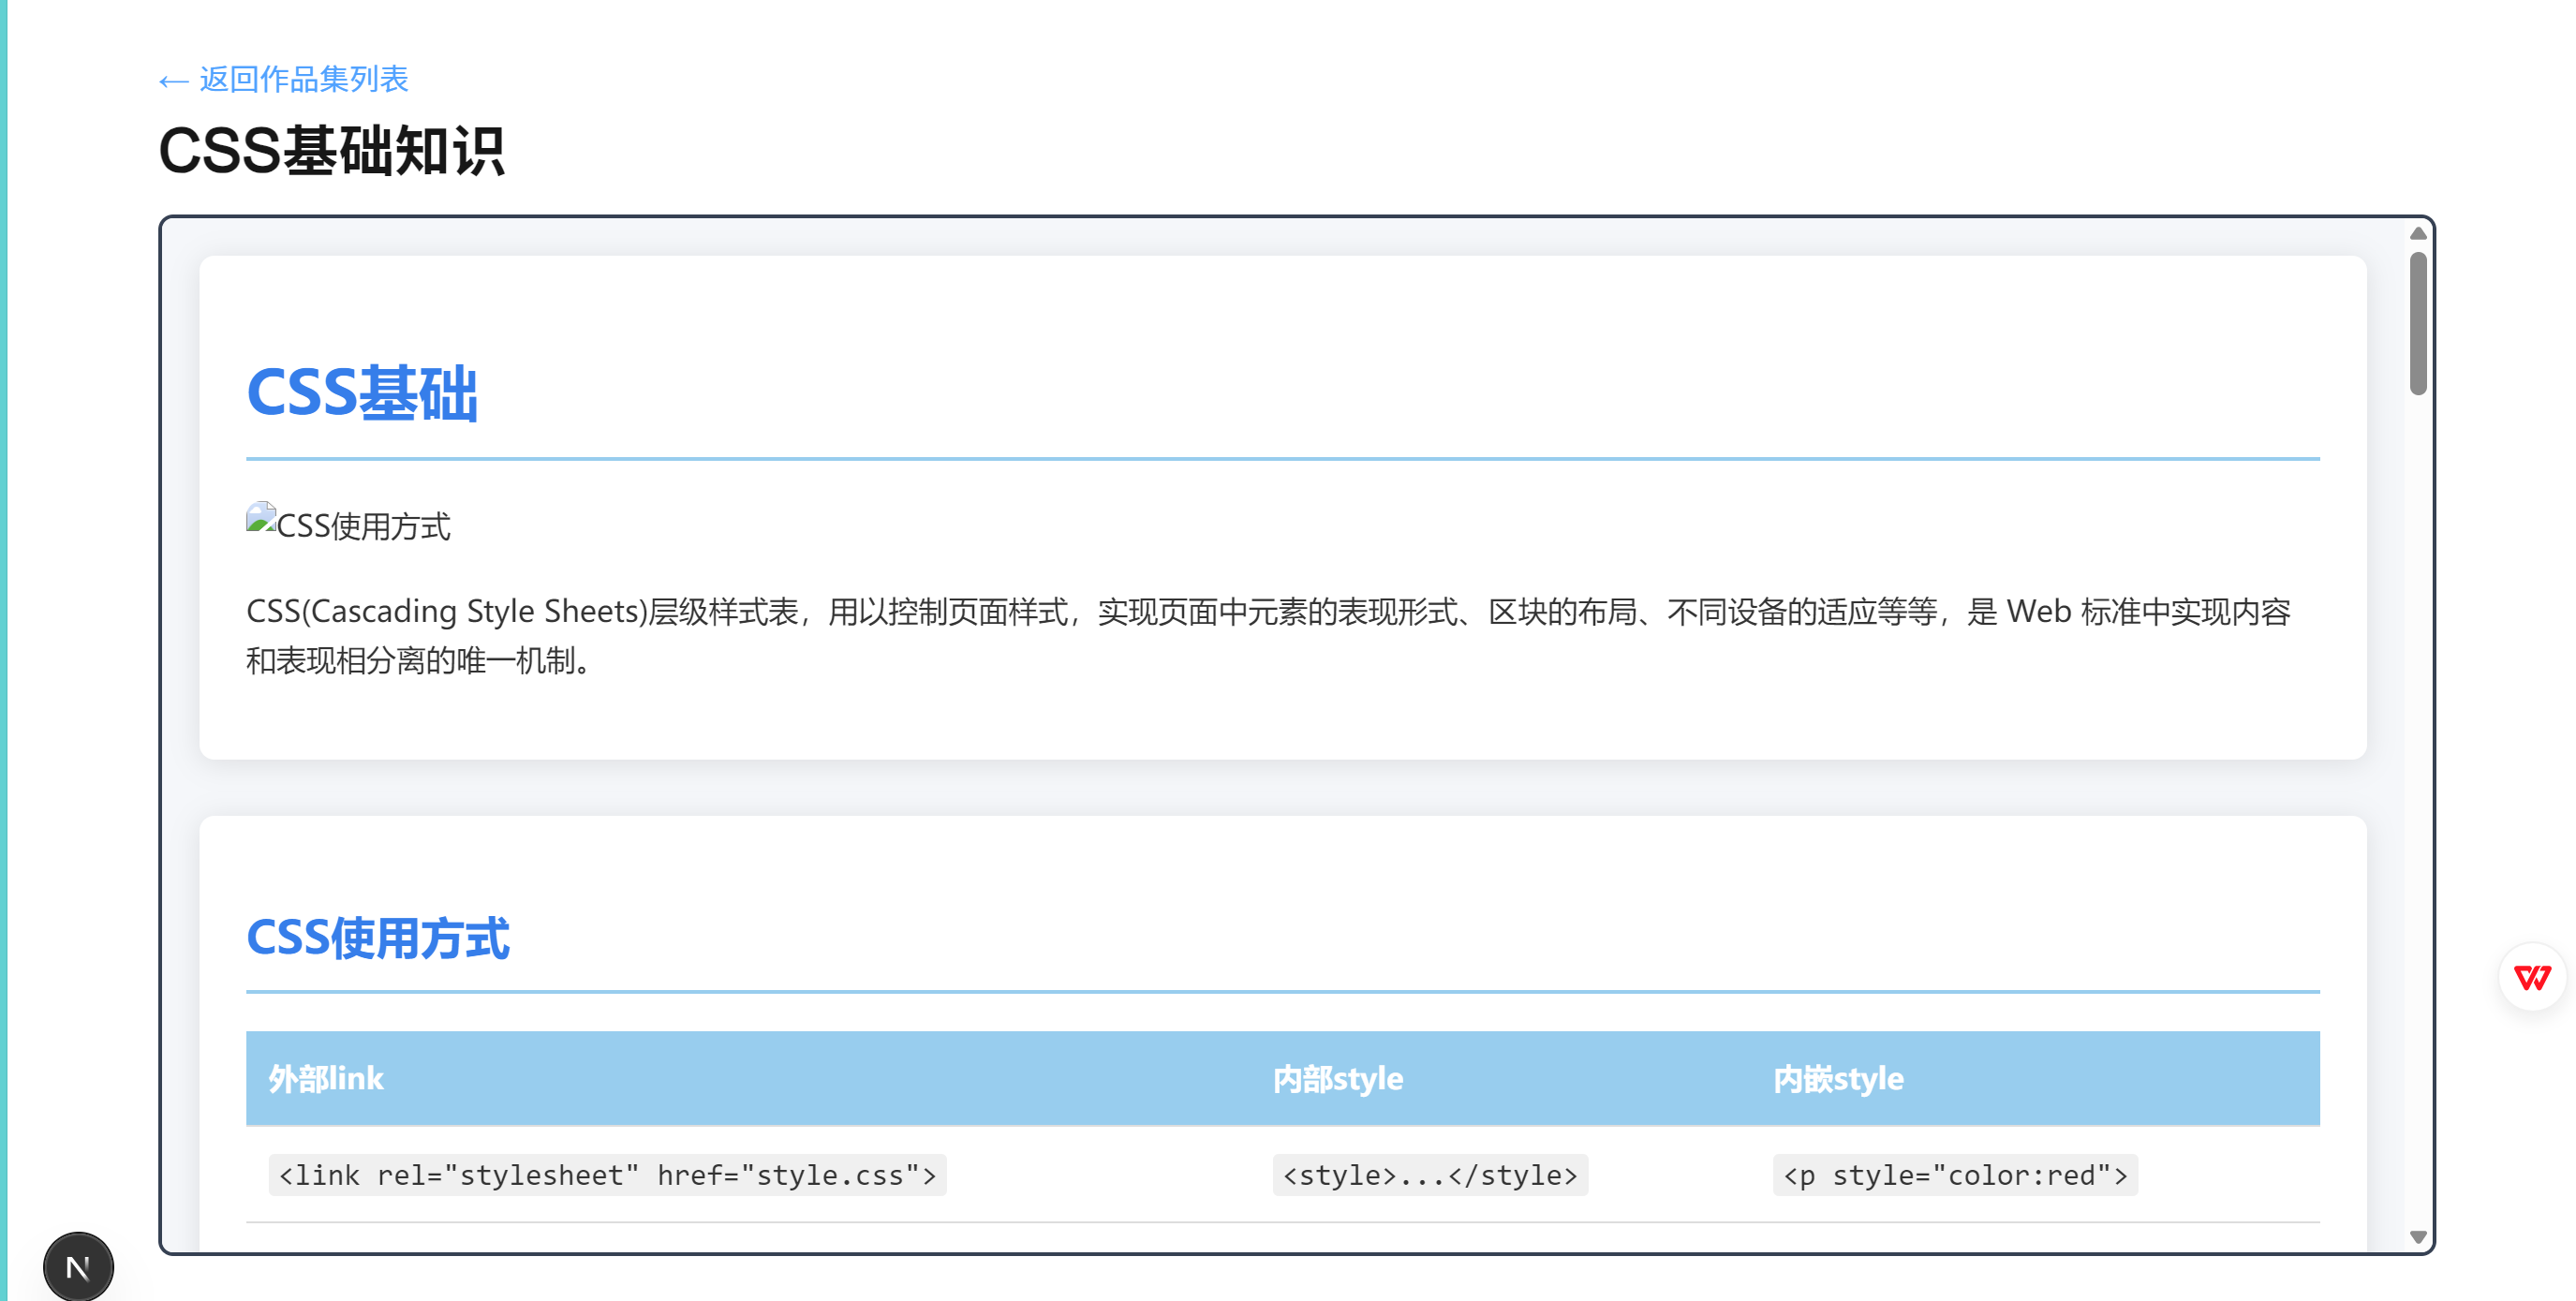 ← 返回作品集列表
CSS基础知识
CSS基础
CSS使用方式
CSS(Cascading Style Sheets)层级样式表，用以控制页面样式，实现页面中元素的表现形式、区块的布局、不同设备的适应等等，是 Web 标准中实现内容
和表现相分离的唯一机制。
CSS使用方式
外部link 内部style 内嵌style
<link rel="stylesheet" href="style.css"> <style>...</style> <p style="color:red">
W
N